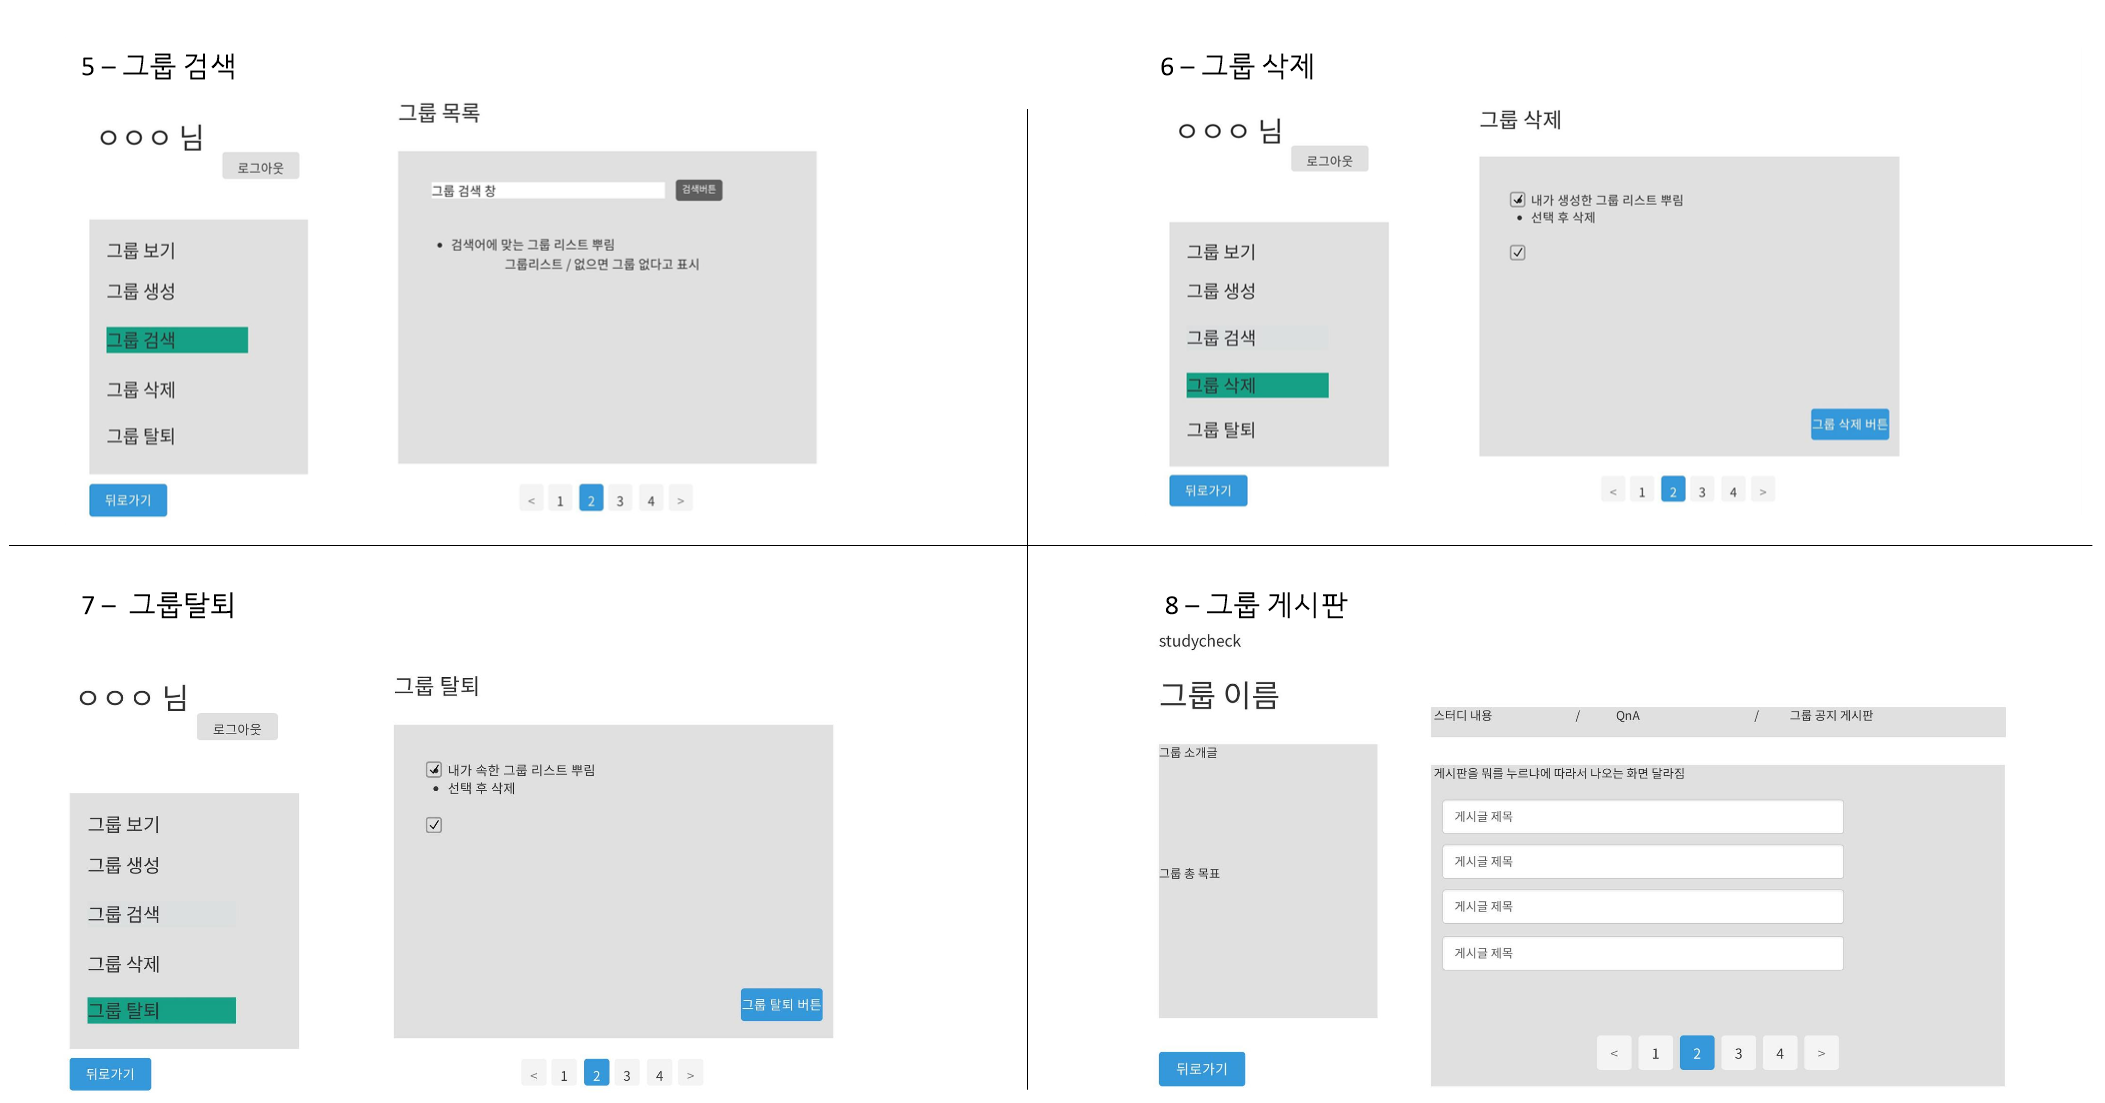 5 – 그룹 검색
ㅇㅇㅇ 님
로그아웃
그룹 보기
그룹 생성
그룹 검색
그룹 삭제
그룹 탈퇴
뒤로가기
그룹 목록
그룹 검색 창
검색버튼
• 검색어에 맞는 그룹 리스트 뿌림
그룹리스트 / 없으면 그룹 없다고 표시
< 1 2 3 4 >
6 – 그룹 삭제
ㅇㅇㅇ 님
로그아웃
그룹 보기
그룹 생성
그룹 검색
그룹 삭제
그룹 탈퇴
뒤로가기
그룹 삭제
내가 생성한 그룹 리스트 뿌림
• 선택 후 삭제
그룹 삭제 버튼
< 1 2 3 4 >
7 – 그룹탈퇴
ㅇㅇㅇ 님
로그아웃
그룹 보기
그룹 생성
그룹 검색
그룹 삭제
그룹 탈퇴
뒤로가기
그룹 탈퇴
내가 속한 그룹 리스트 뿌림
• 선택 후 삭제
그룹 탈퇴 버튼
< 1 2 3 4 >
8 – 그룹 게시판
studycheck
그룹 이름
그룹 소개글
그룹 총 목표
뒤로가기
스터디 내용 / QnA / 그룹 공지 게시판
게시판을 뭐를 누르냐에 따라서 나오는 화면 달라짐
게시글 제목
게시글 제목
게시글 제목
게시글 제목
< 1 2 3 4 >